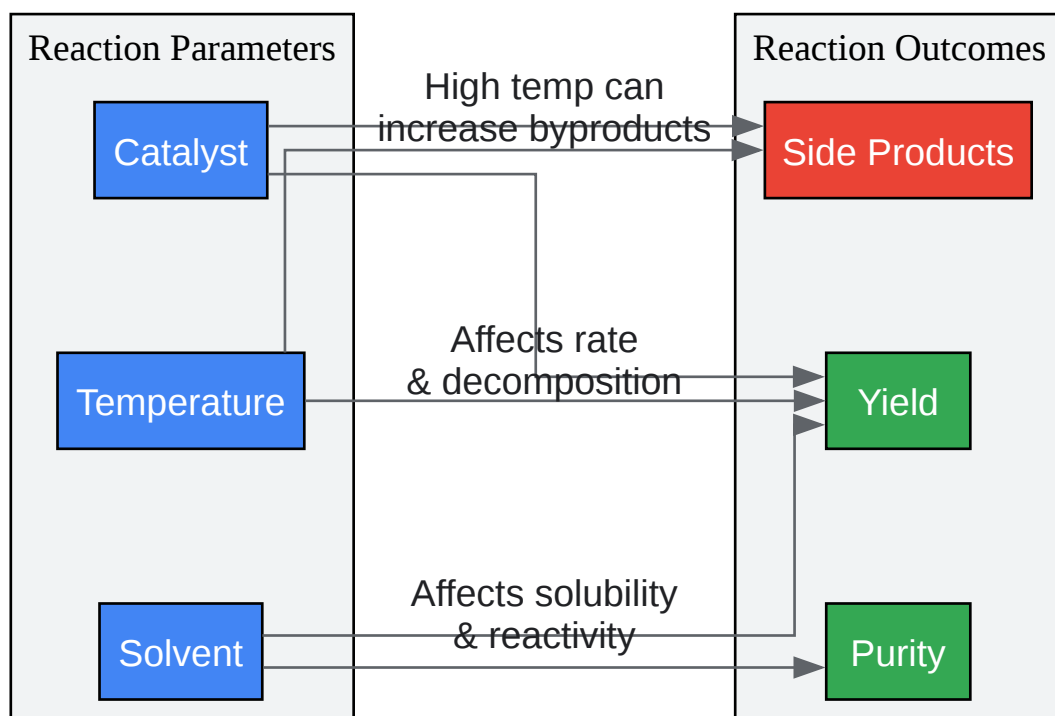 Reaction Parameters
Reaction Outcomes
High temp can
increase byproducts
Catalyst
Side Products
Affects rate
& decomposition
Temperature
Yield
Affects solubility
& reactivity
Solvent
Purity